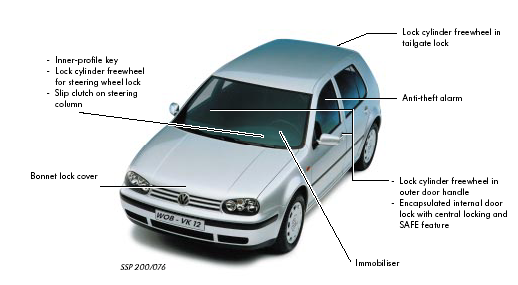 Lock cylinder freewheel in
tailgate lock
- Inner-profile key
- Lock cylinder freewheel
for steering wheel lock
- Slip clutch on steering
column
Anti-theft alarm
Bonnet lock cover
- Lock cylinder freewheel in
outer door handle
- Encapsulated internal door
lock with central locking and
SAFE feature
WOB-VK 12
Immobiliser
SSP 200/076